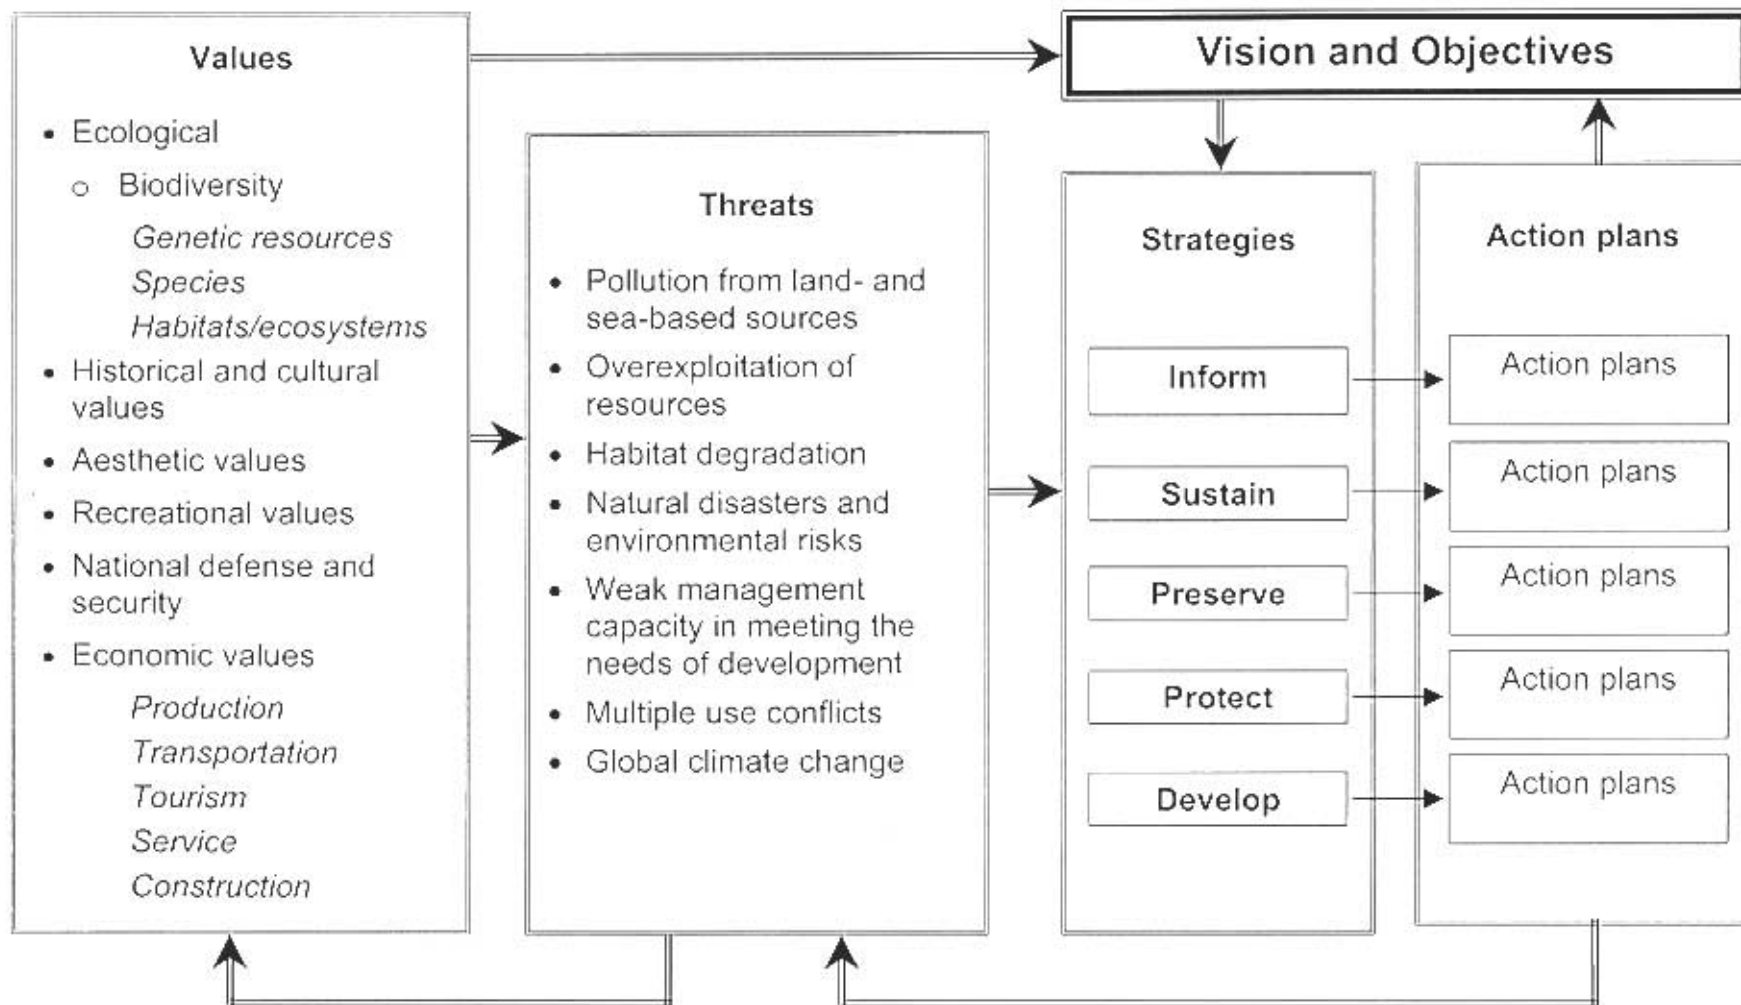 Values
• Ecological
o Biodiversity
Genetic resources
Species
Habitats/ecosystems
• Historical and cultural
values
• Aesthetic values
• Recreational values
• National defense and
security
• Economic values
Production
Transportation
Tourism
Service
Construction
Threats
• Pollution from land- and
sea-based sources
• Overexploitation of
resources
• Habitat degradation
• Natural disasters and
environmental risks
• Weak management
capacity in meeting the
needs of development
• Multiple use conflicts
• Global climate change
Vision and Objectives
Strategies
Inform
Sustain
Preserve
Protect
Develop
Action plans
Action plans
Action plans
Action plans
Action plans
Action plans